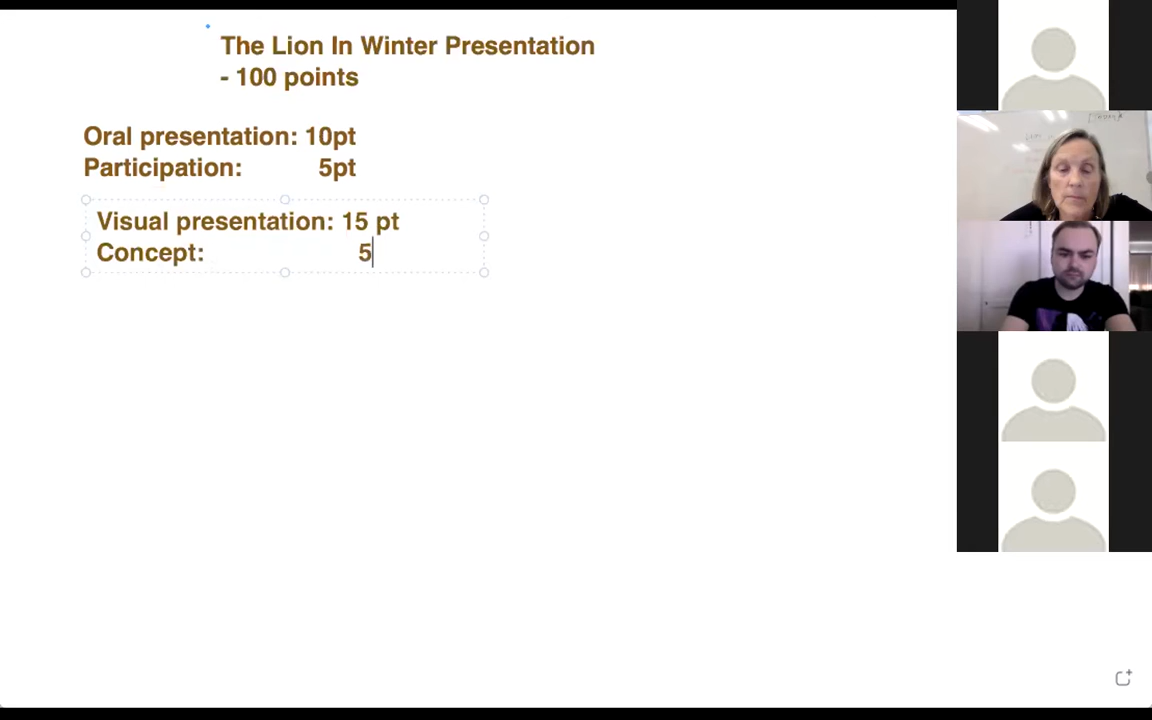 The Lion In Winter Presentation
- 100 points
Oral presentation: 10pt
Participation: 5pt
Visual presentation: 15 pt
Concept: 5